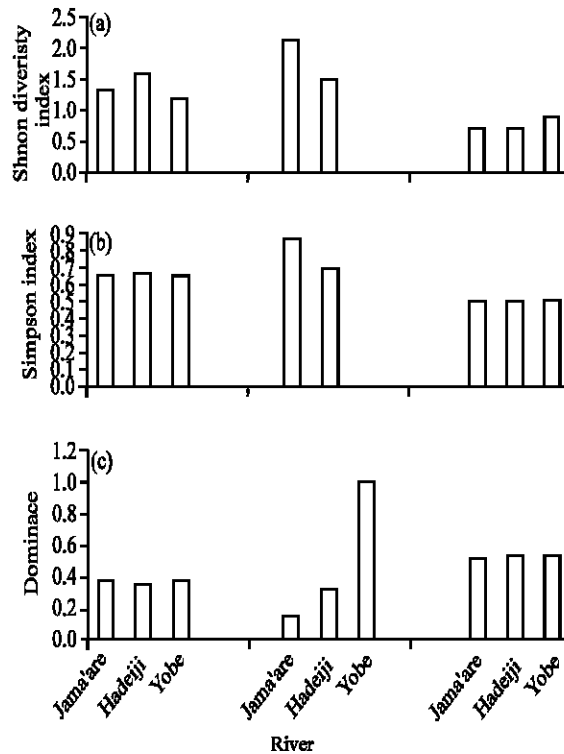 (a)
Shnon diveristy
index
2.5
2.0
1.5
1.0
0.5
0.0
(b)
Simpson index
0.9
0.8
0.7
0.6
0.5
0.4
0.3
0.2
0.1
0.0
(c)
Dominace
1.2
1.0
0.8
0.6
0.4
0.2
0.0
Jama'are
Hadeiji
Yobe
Jama'are
Hadeiji
Yobe
Jama'are
Hadeiji
Yobe
River